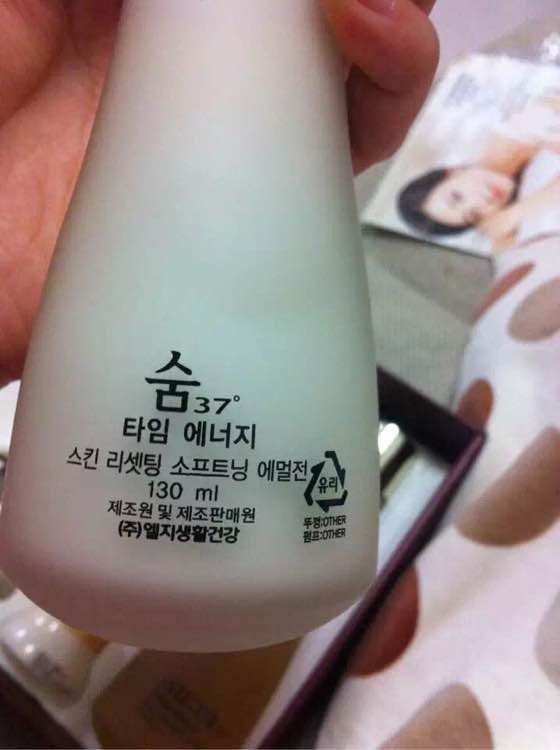 숨37°
타임 에너지
스킨 리셋팅 소프트닝 에멀전
130 ml
제조원 및 제조판매원
(주)엘지생활건강
유리
뚜껑:OTHER
펌프:OTHER